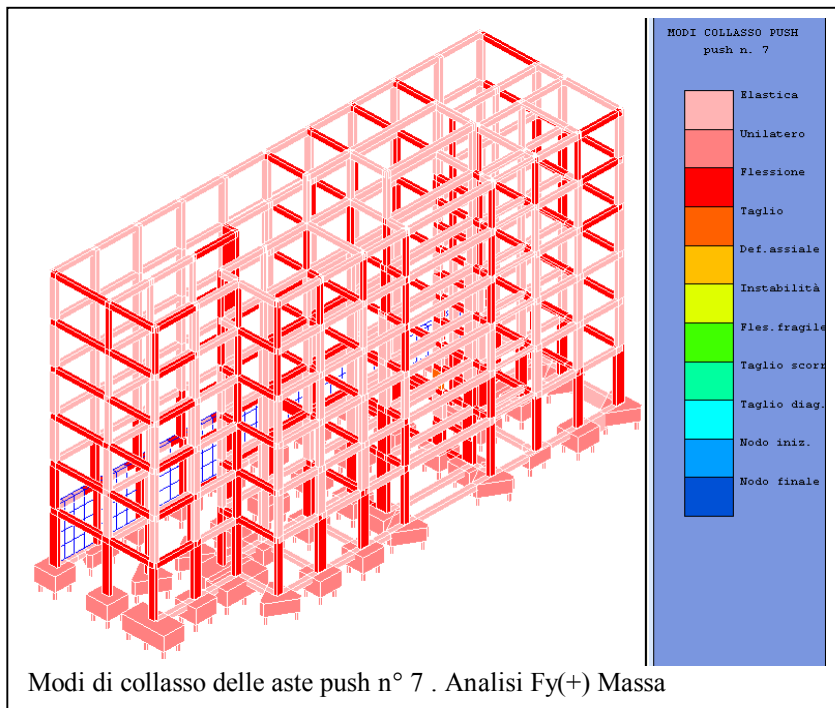 MODI COLLASSO PUSH
push n. 7
Elastica
Unilatero
Flessione
Taglio
Def.assiale
Instabilità
Fles.fragile
Taglio scorr
Taglio diag.
Nodo iniz.
Nodo finale
Modi di collasso delle aste push n° 7 . Analisi Fy(+) Massa